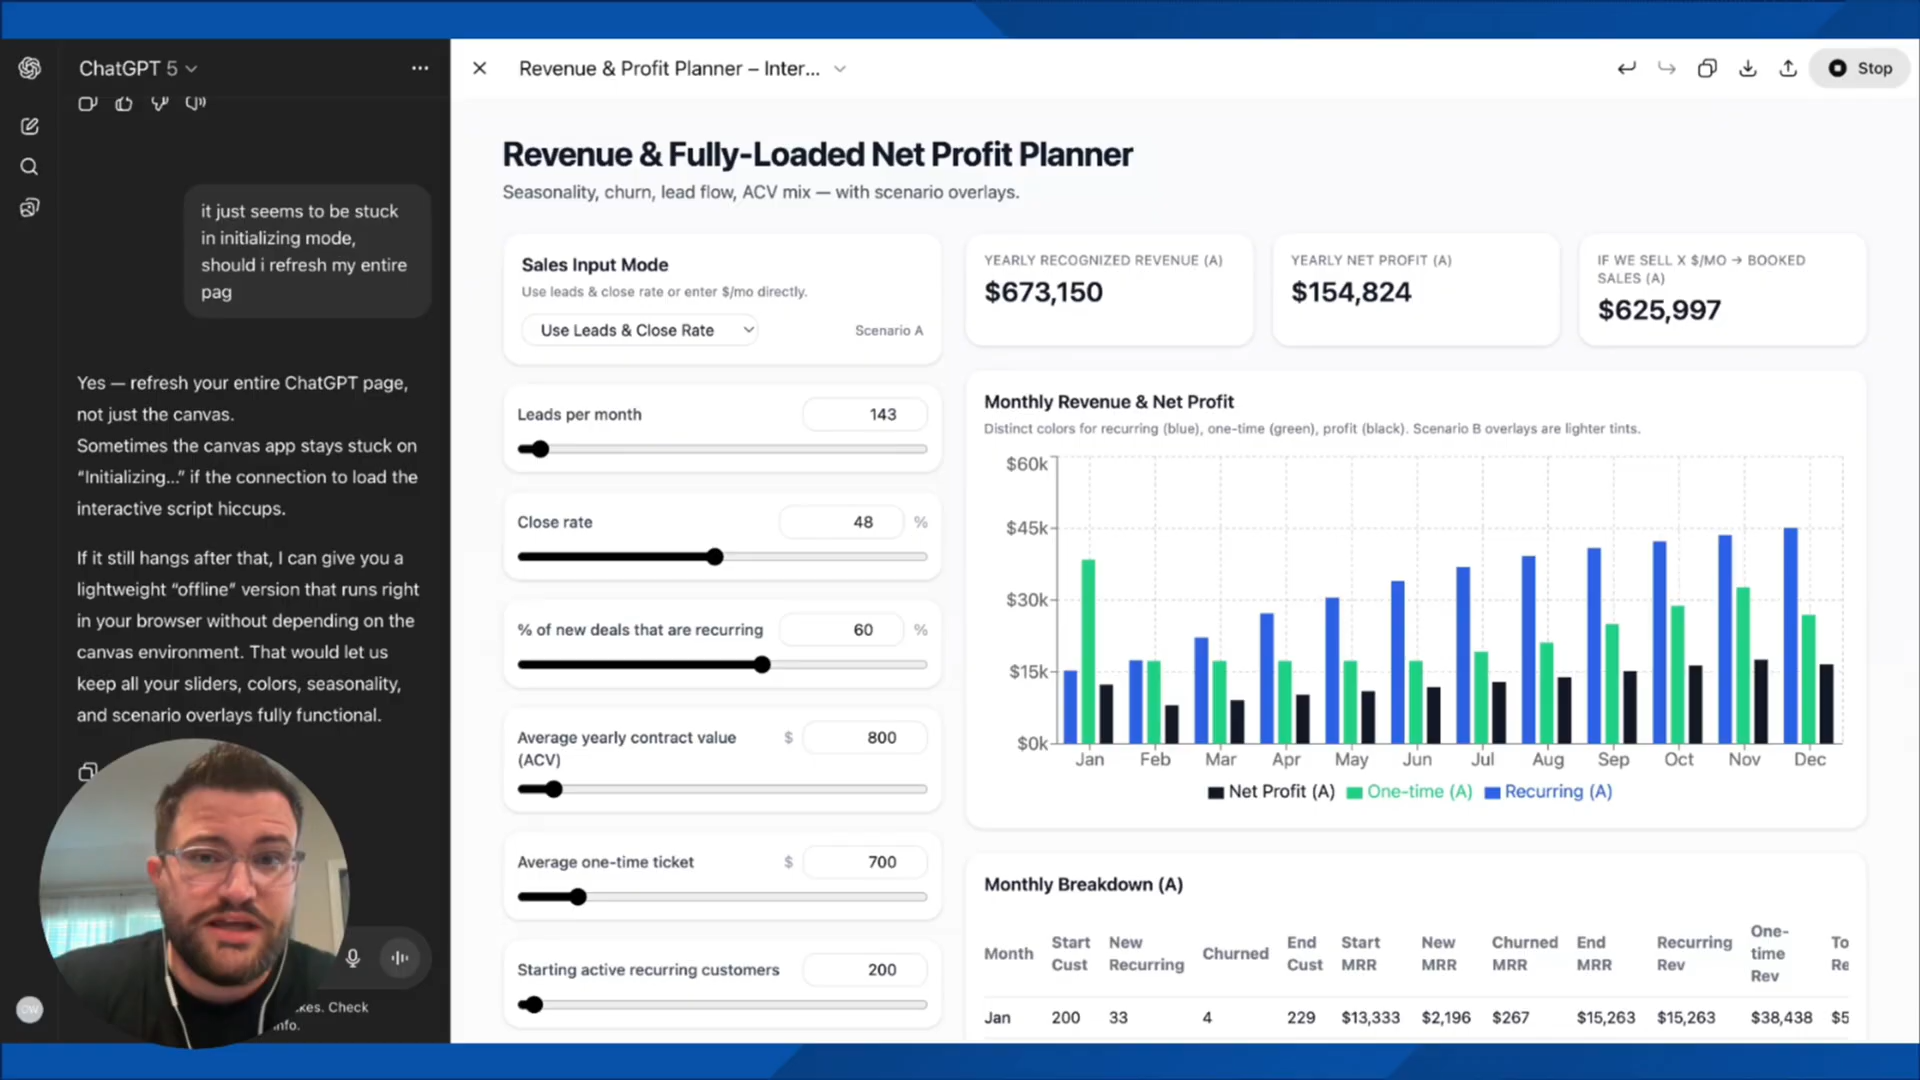 ChatGPT 5
it just seems to be stuck
in initializing mode,
should i refresh my entire
pag
Yes — refresh your entire ChatGPT page,
not just the canvas.
Sometimes the canvas app stays stuck on
“Initializing...” if the connection to load the
interactive script hiccups.
If it still hangs after that, I can give you a
lightweight “offline” version that runs right
in your browser without depending on the
canvas environment. That would let us
keep all your sliders, colors, seasonality,
and scenario overlays fully functional.
kes. Check
nfo.
Revenue & Profit Planner – Inter...
Stop
Revenue & Fully-Loaded Net Profit Planner
Seasonality, churn, lead flow, ACV mix — with scenario overlays.
Sales Input Mode
Use leads & close rate or enter $/mo directly.
Use Leads & Close Rate
Scenario A
Leads per month 143
Close rate 48 %
% of new deals that are recurring 60 %
Average yearly contract value $ 800
(ACV)
Average one-time ticket $ 700
Starting active recurring customers 200
YEARLY RECOGNIZED REVENUE (A)
$673,150
YEARLY NET PROFIT (A)
$154,824
IF WE SELL X $/MO → BOOKED
SALES (A)
$625,997
Monthly Revenue & Net Profit
Distinct colors for recurring (blue), one-time (green), profit (black). Scenario B overlays are lighter tints.
$60k
$45k
$30k
$15k
$0k
Jan Feb Mar Apr May Jun Jul Aug Sep Oct Nov Dec
Net Profit (A) One-time (A) Recurring (A)
Monthly Breakdown (A)
Month Start Cust New Recurring Churned End Cust Start MRR New MRR Churned MRR End MRR Recurring Rev One-time Rev To Re
Jan 200 33 4 229 $13,333 $2,196 $267 $15,263 $15,263 $38,438 $5